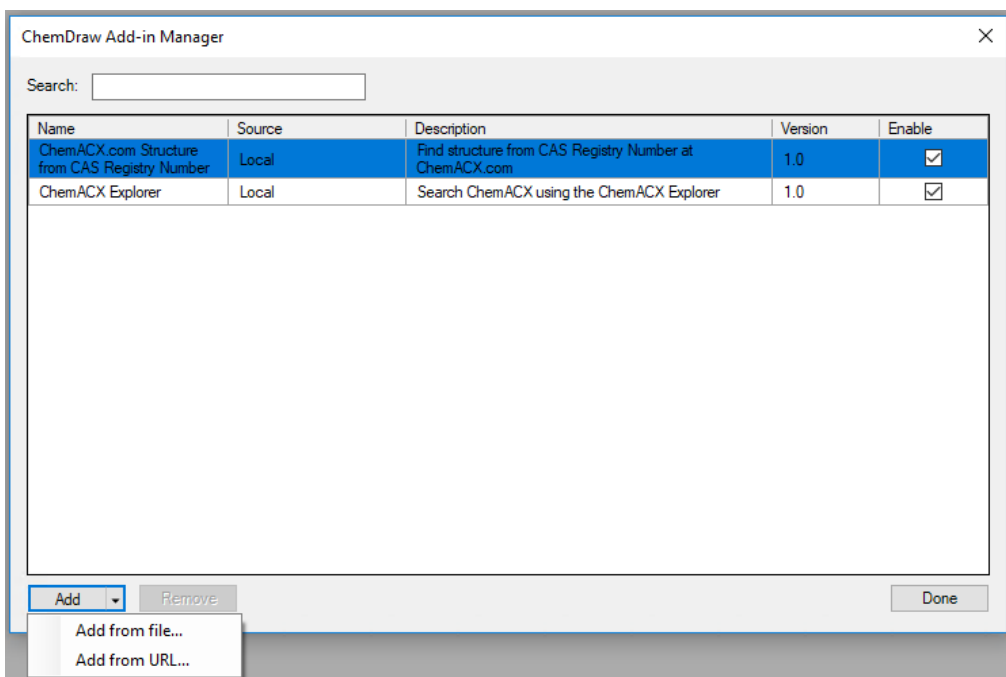 ChemDraw Add-in Manager
Search:
Name Source Description Version Enable
ChemACX.com Structure
from CAS Registry Number
Local
Find structure from CAS Registry Number at
ChemACX.com
1.0
ChemACX Explorer Local Search ChemACX using the ChemACX Explorer 1.0
Add Remove Done
Add from file...
Add from URL...